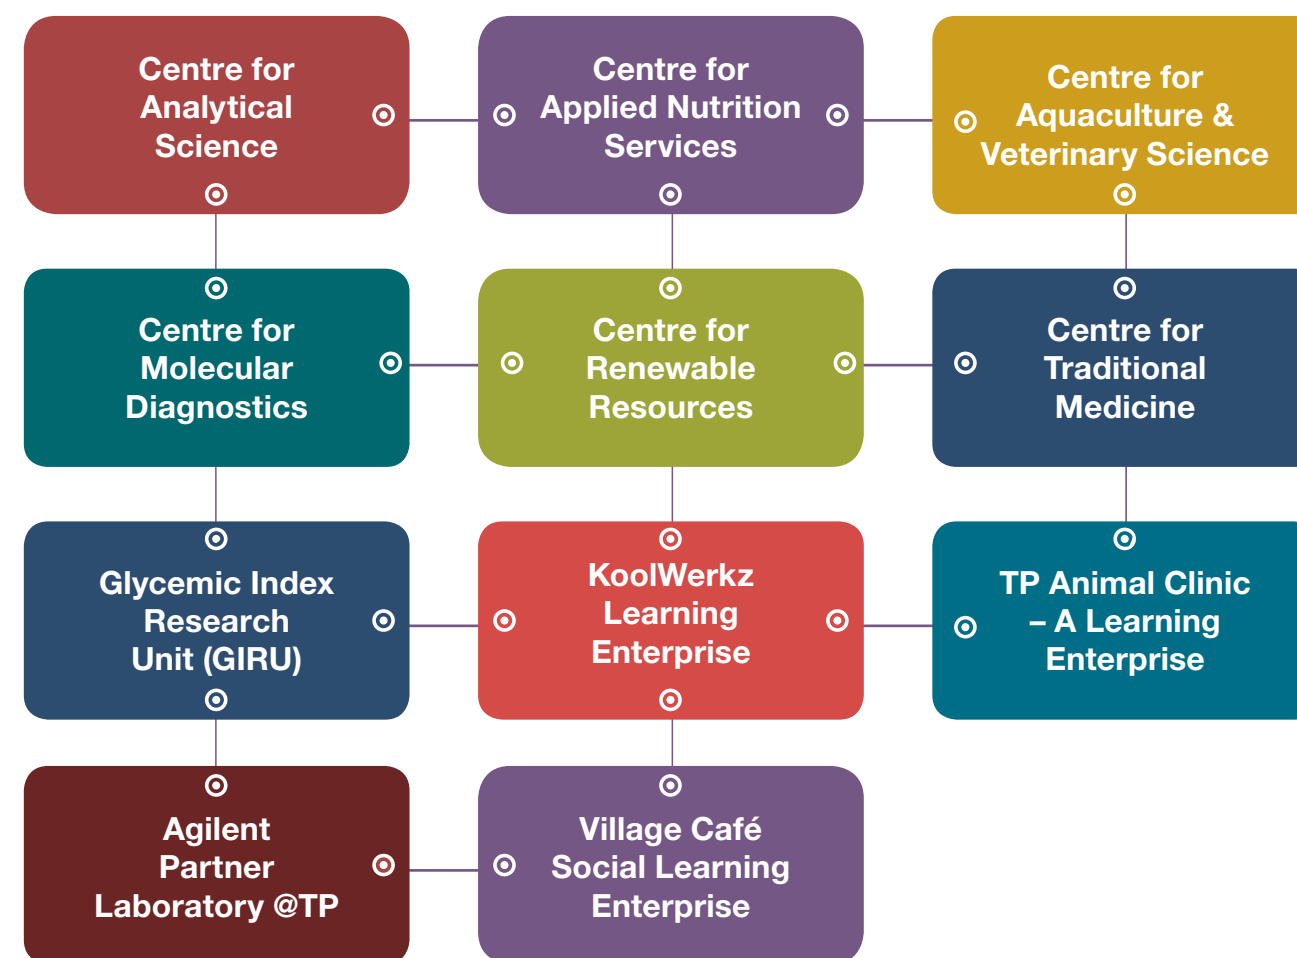 Centre for
Analytical
Science
Centre for
Applied Nutrition
Services
Centre for
Aquaculture &
Veterinary Science
Centre for
Molecular
Diagnostics
Centre for
Renewable
Resources
Centre for
Traditional
Medicine
Glycemic Index
Research
Unit (GIRU)
KoolWerkz
Learning
Enterprise
TP Animal Clinic
– A Learning
Enterprise
Agilent
Partner
Laboratory @TP
Village Café
Social Learning
Enterprise